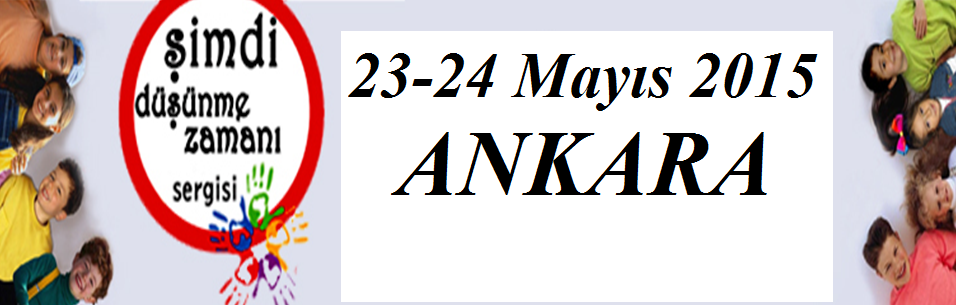 şimdi
düşünme
zamanı
sergisi
23-24 Mayıs 2015
ANKARA